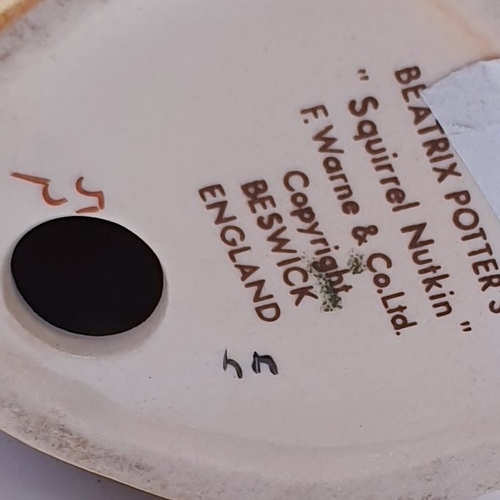 BEATRIX POTTER'S
" Squirrel Nutkin "
F. Warne & Co.Ltd.
Copyright
BESWICK
ENGLAND